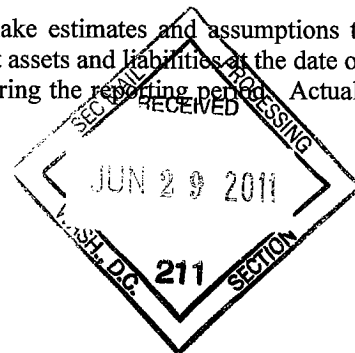 ake estimates and assumptions t
t assets and liabilities at the date o
ring the reporting period. Actual
SEC MAIL PROCESSING
RECEIVED
JUN 29 2011
WASH., D.C. SECTION
211